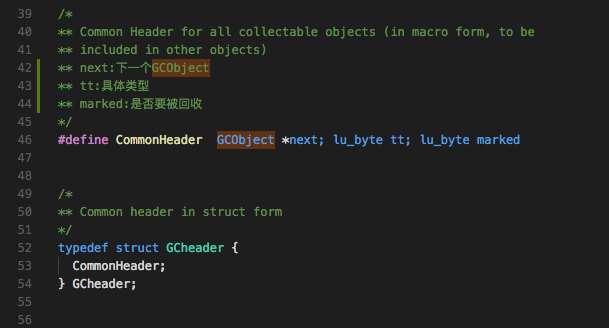 39 /*
40 ** Common Header for all collectable objects (in macro form, to be
41 ** included in other objects)
42 ** next:下一个GCObject
43 ** tt:具体类型
44 ** marked:是否要被回收
45 */
46 #define CommonHeader  GCObject *next; lu_byte tt; lu_byte marked
47
48
49 /*
50 ** Common header in struct form
51 */
52 typedef struct GCheader {
53   CommonHeader;
54 } GCheader;
55
56